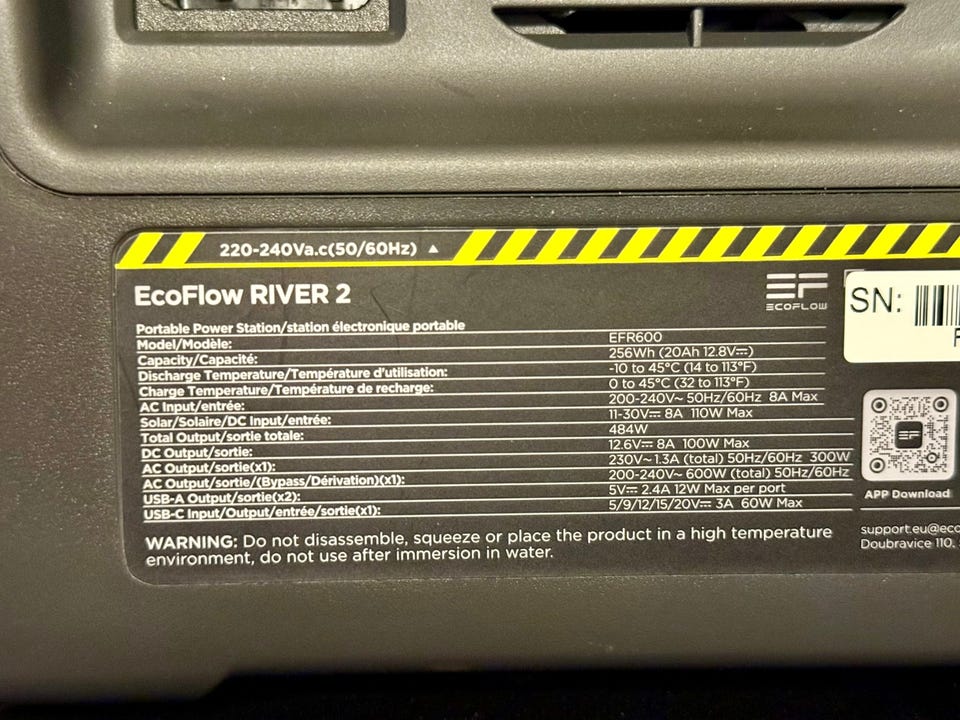 220-240Va.c(50/60Hz) ▲
EcoFlow RIVER 2
EF
ECOFLOW
SN:
Portable Power Station/station électronique portable
Model/Modèle: EFR600
Capacity/Capacité: 256Wh (20Ah 12.8V⎓)
Discharge Temperature/Température d'utilisation: -10 to 45°C (14 to 113°F)
Charge Temperature/Température de recharge: 0 to 45°C (32 to 113°F)
AC Input/entrée: 200-240V~ 50Hz/60Hz 8A Max
Solar/Solaire/DC Input/entrée: 11-30V⎓ 8A 110W Max
Total Output/sortie totale: 484W
DC Output/sortie: 12.6V⎓ 8A 100W Max
AC Output/sortie(x1): 230V~ 1.3A (total) 50Hz/60Hz 300W
AC Output/sortie/(Bypass/Dérivation)(x1): 200-240V~ 600W (total) 50Hz/60Hz
USB-A Output/sortie(x2): 5V⎓ 2.4A 12W Max per port
USB-C Input/Output/entrée/sortie(x1): 5/9/12/15/20V⎓ 3A 60W Max
WARNING: Do not disassemble, squeeze or place the product in a high temperature
environment, do not use after immersion in water.
APP Download
support.eu@eco
Doubravice 110,